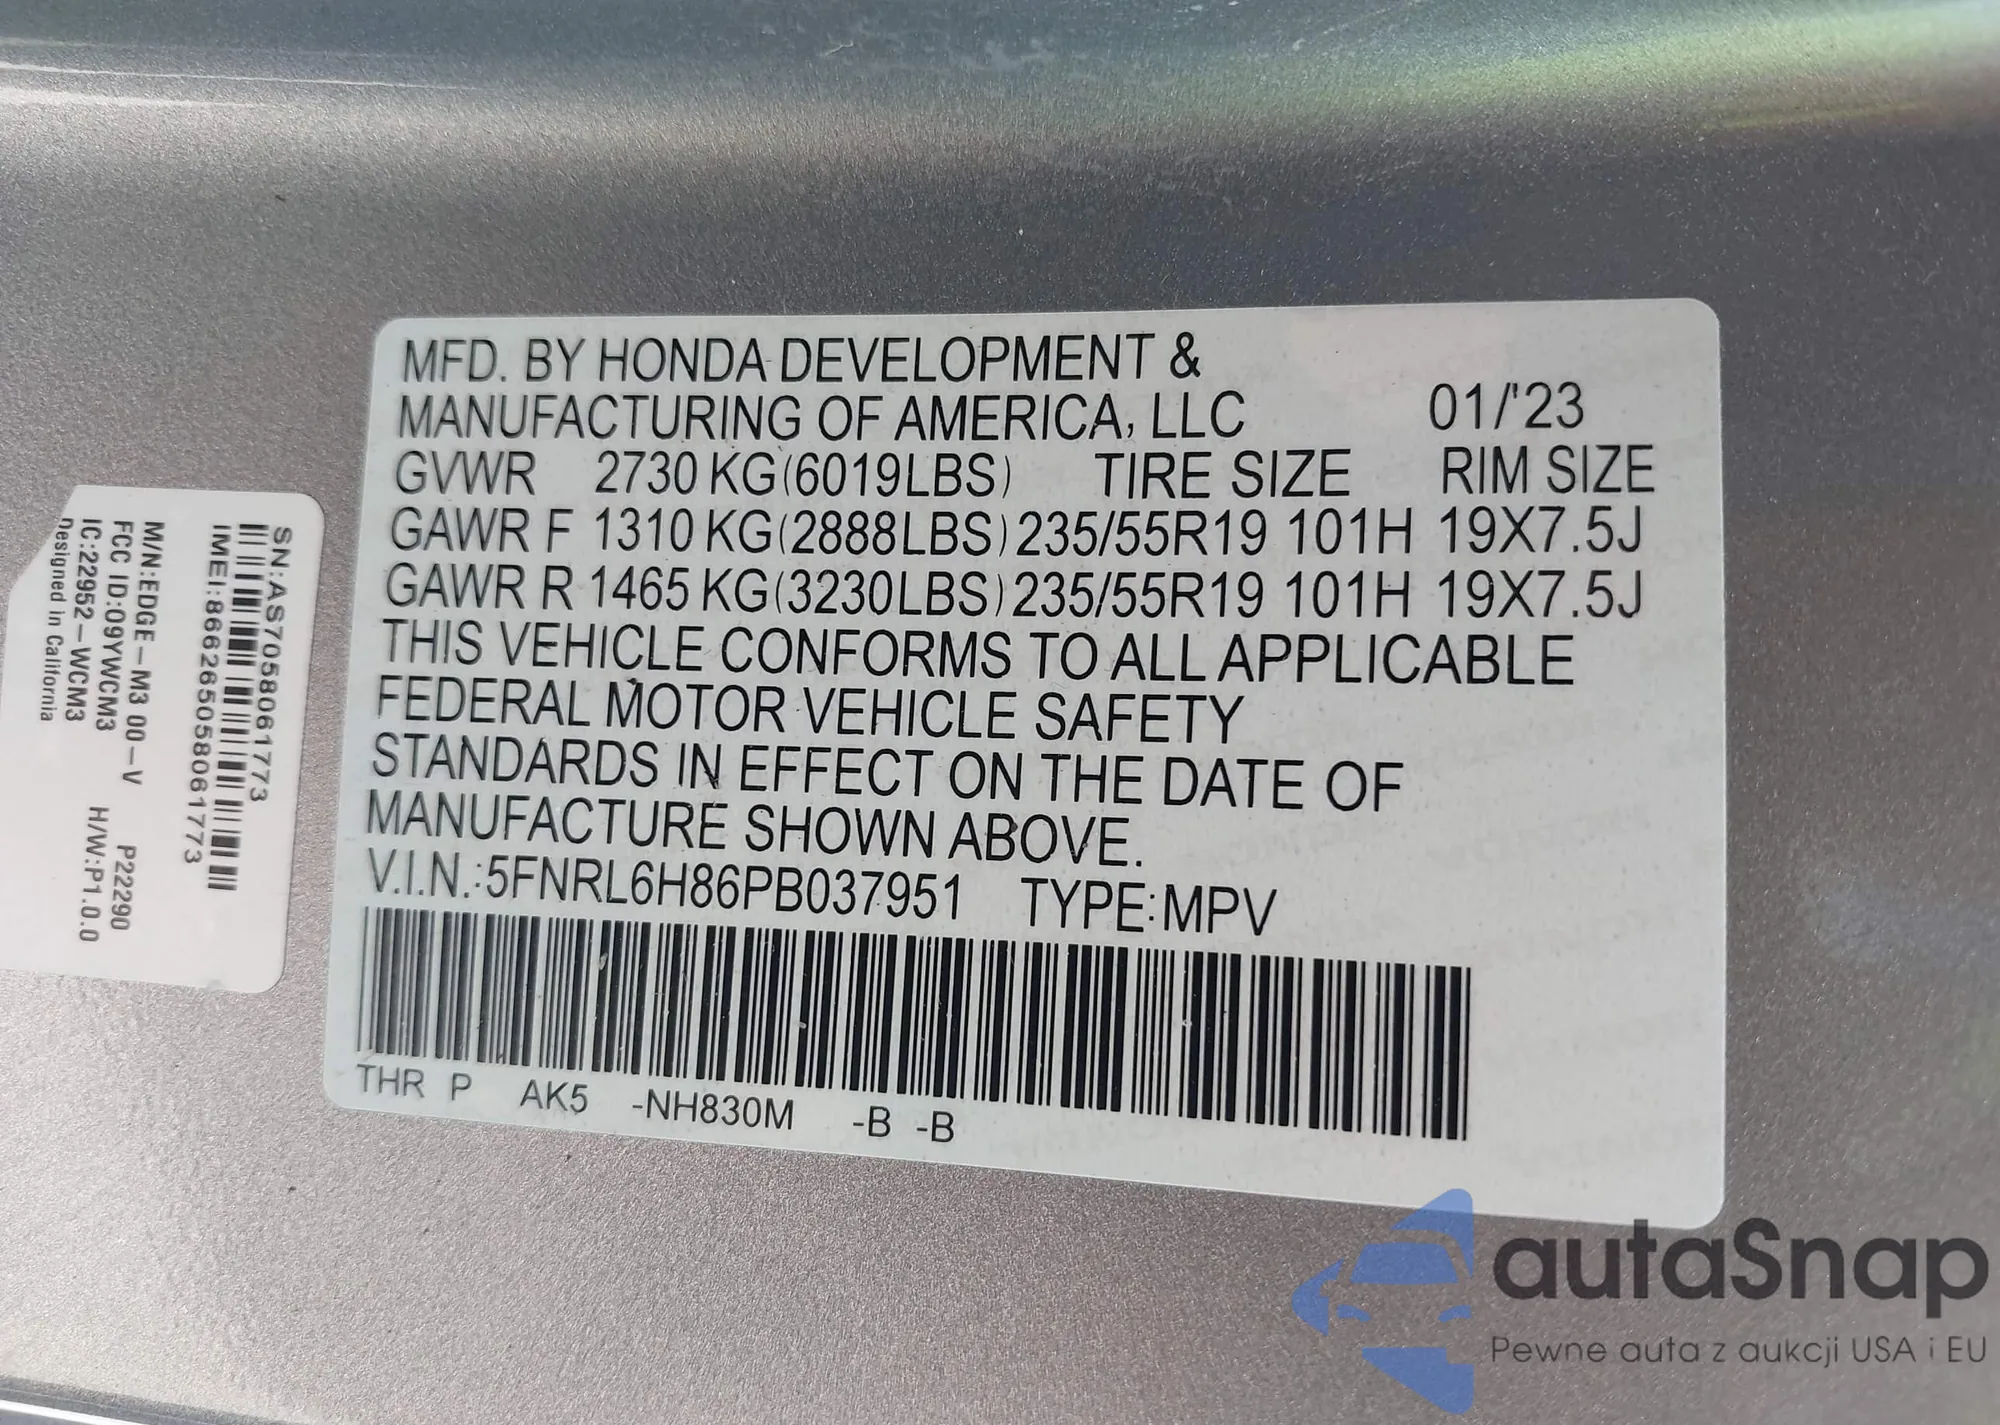 MFD. BY HONDA DEVELOPMENT &
MANUFACTURING OF AMERICA, LLC 01/'23
GVWR 2730 KG(6019LBS) TIRE SIZE RIM SIZE
GAWR F 1310 KG(2888LBS) 235/55R19 101H 19X7.5J
GAWR R 1465 KG(3230LBS) 235/55R19 101H 19X7.5J
THIS VEHICLE CONFORMS TO ALL APPLICABLE
FEDERAL MOTOR VEHICLE SAFETY
STANDARDS IN EFFECT ON THE DATE OF
MANUFACTURE SHOWN ABOVE.
V.I.N.:5FNRL6H86PB037951 TYPE:MPV
THR P AK5 -NH830M -B -B
SN:AS7058061773
IMEI:866265058061773
M/N:EDGE-M3 00-V P222290
FCC ID:09YWCM3 H/W:P1.0.0
IC:22952-WCM3
Designed in California
autaSnap
Pewne auta z aukcji USA i EU